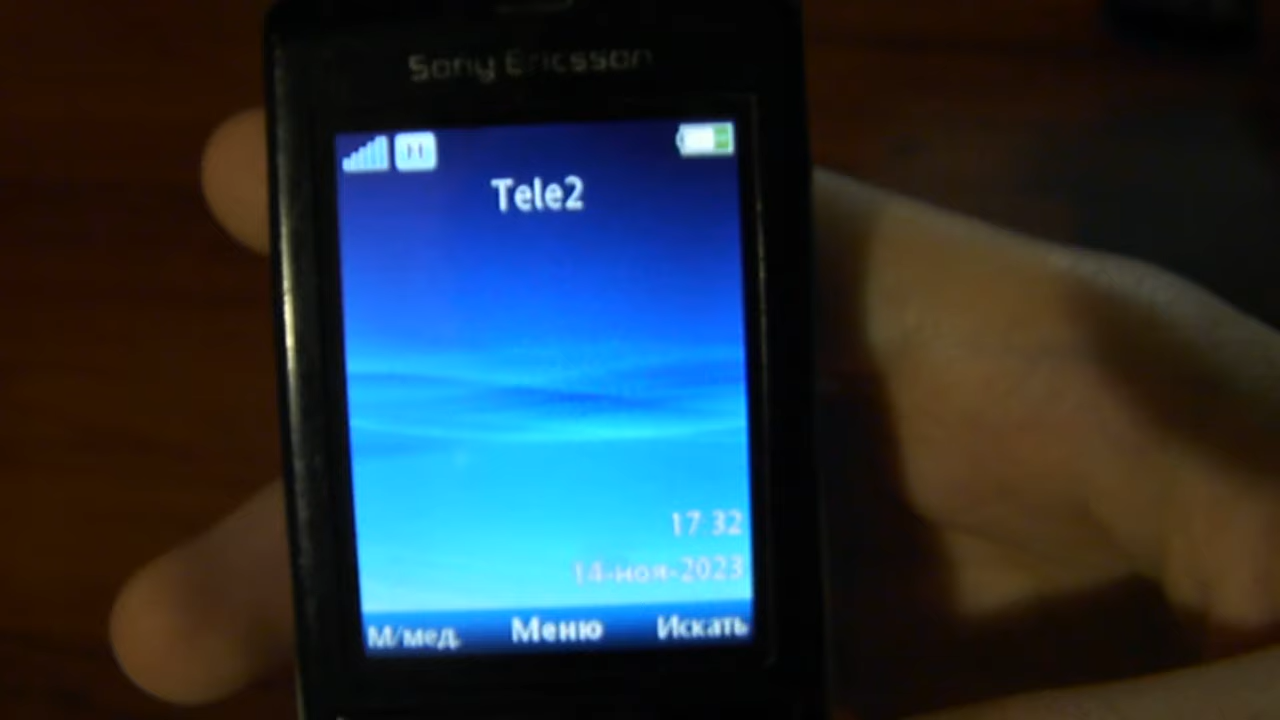 Sony Ericsson
Tele2
17:32
14-ноя-2023
М/мед. Меню Искать